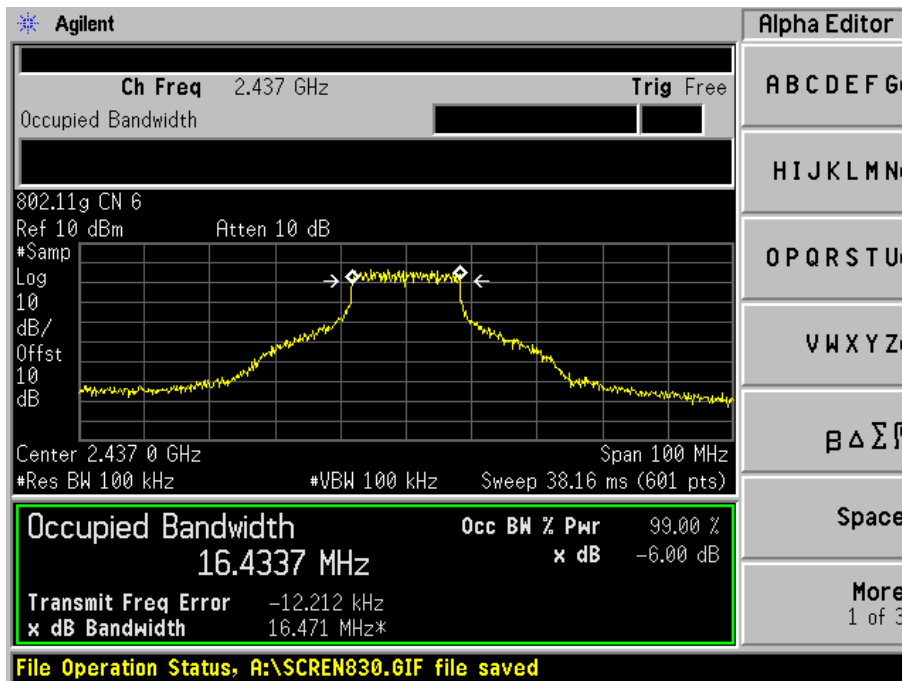 Agilent
Alpha Editor
Ch Freq 2.437 GHz
Trig Free
Occupied Bandwidth
802.11g CN 6
Ref 10 dBm Atten 10 dB
#Samp
Log
10
dB/
Offst
10
dB
Center 2.437 0 GHz Span 100 MHz
#Res BW 100 kHz #VBW 100 kHz Sweep 38.16 ms (601 pts)
Occupied Bandwidth
16.4337 MHz
Occ BW % Pwr 99.00 %
x dB -6.00 dB
Transmit Freq Error -12.212 kHz
x dB Bandwidth 16.471 MHz*
File Operation Status, A:\SCREN830.GIF file saved
A B C D E F G
H I J K L M N
O P Q R S T U
V W X Y Z
β Δ Σ
Space
More
1 of 3